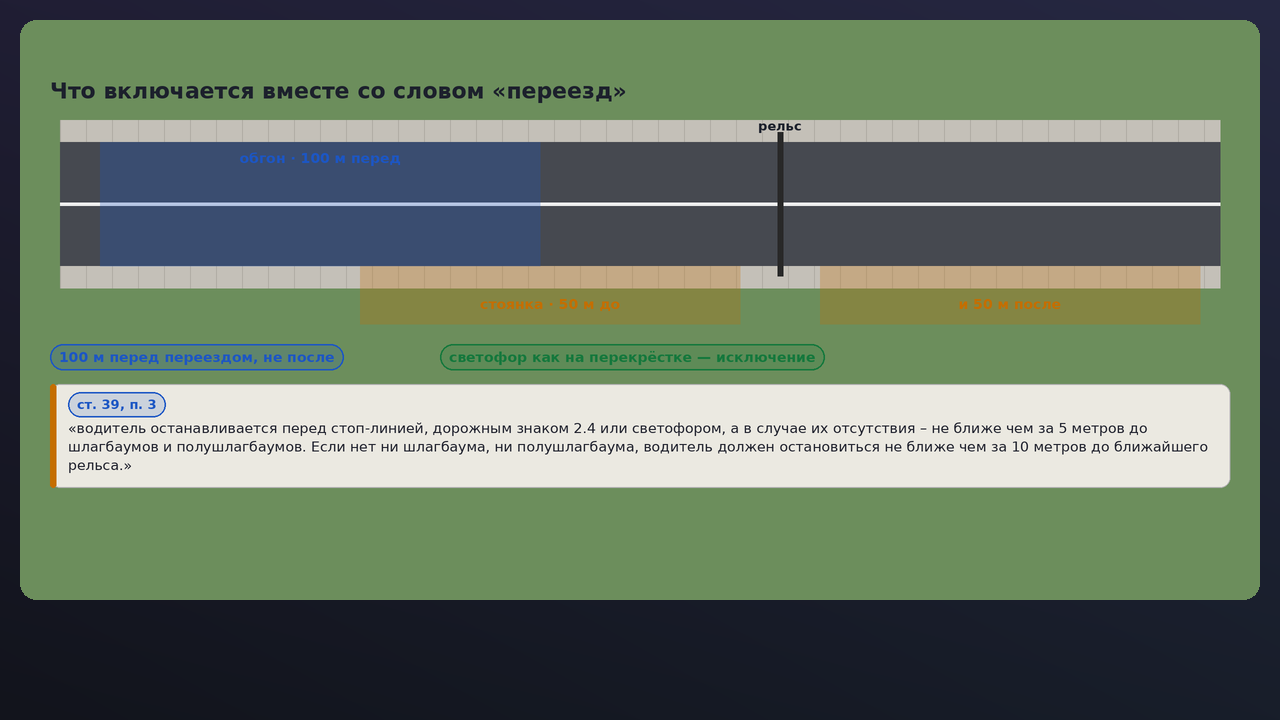 Что включается вместе со словом «переезд»
рельс
обгон · 100 м перед
стоянка · 50 м до
и 50 м после
100 м перед переездом, не после
светофор как на перекрёстке — исключение
ст. 39, п. 3
«водитель останавливается перед стоп-линией, дорожным знаком 2.4 или светофором, а в случае их отсутствия – не ближе чем за 5 метров до
шлагбаумов и полушлагбаумов. Если нет ни шлагбаума, ни полушлагбаума, водитель должен остановиться не ближе чем за 10 метров до ближайшего
рельса.»